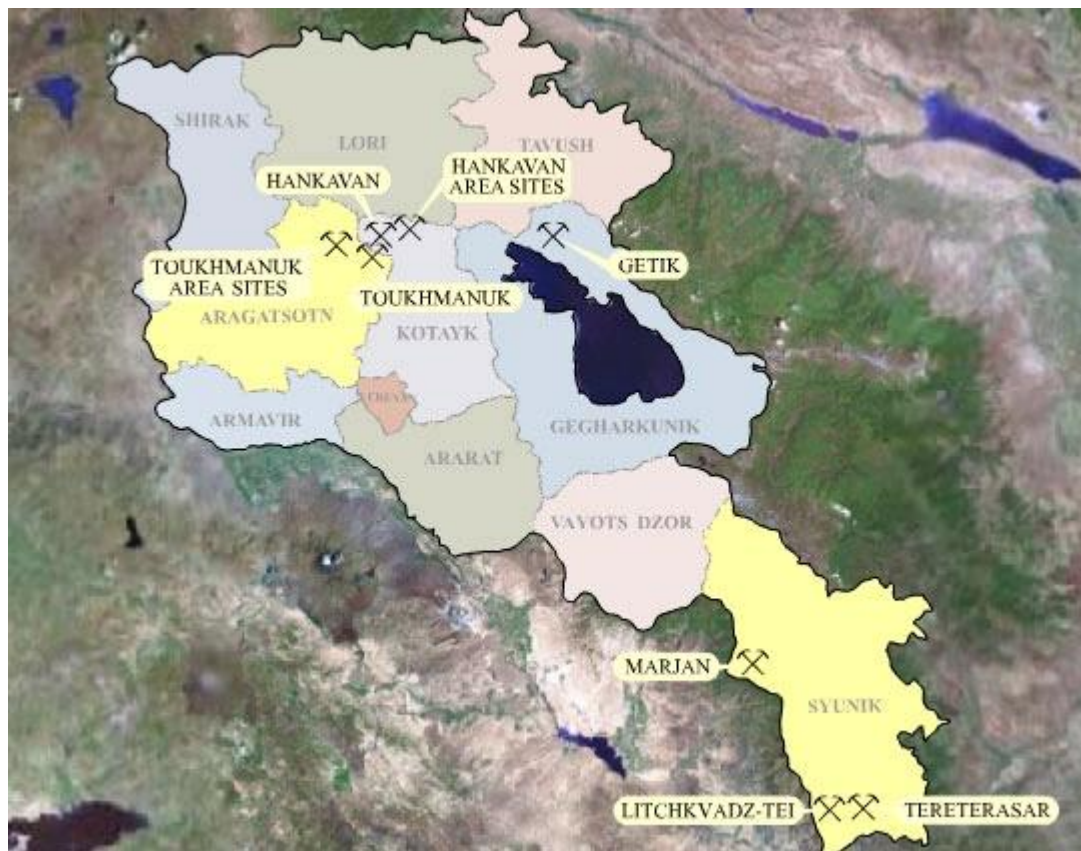 SHIRAK
LORI
TAVUSH
HANKAVAN
HANKAVAN
AREA SITES
TOUKHMANUK
AREA SITES
GETIK
TOUKHMANUK
ARAGATSOTN
KOTAYK
ARMAVIR
GEGHARKUNIK
ARARAT
VAYOTS DZOR
MARJAN
SYUNIK
LITCHKVADZ-TEI
TERETERASAR